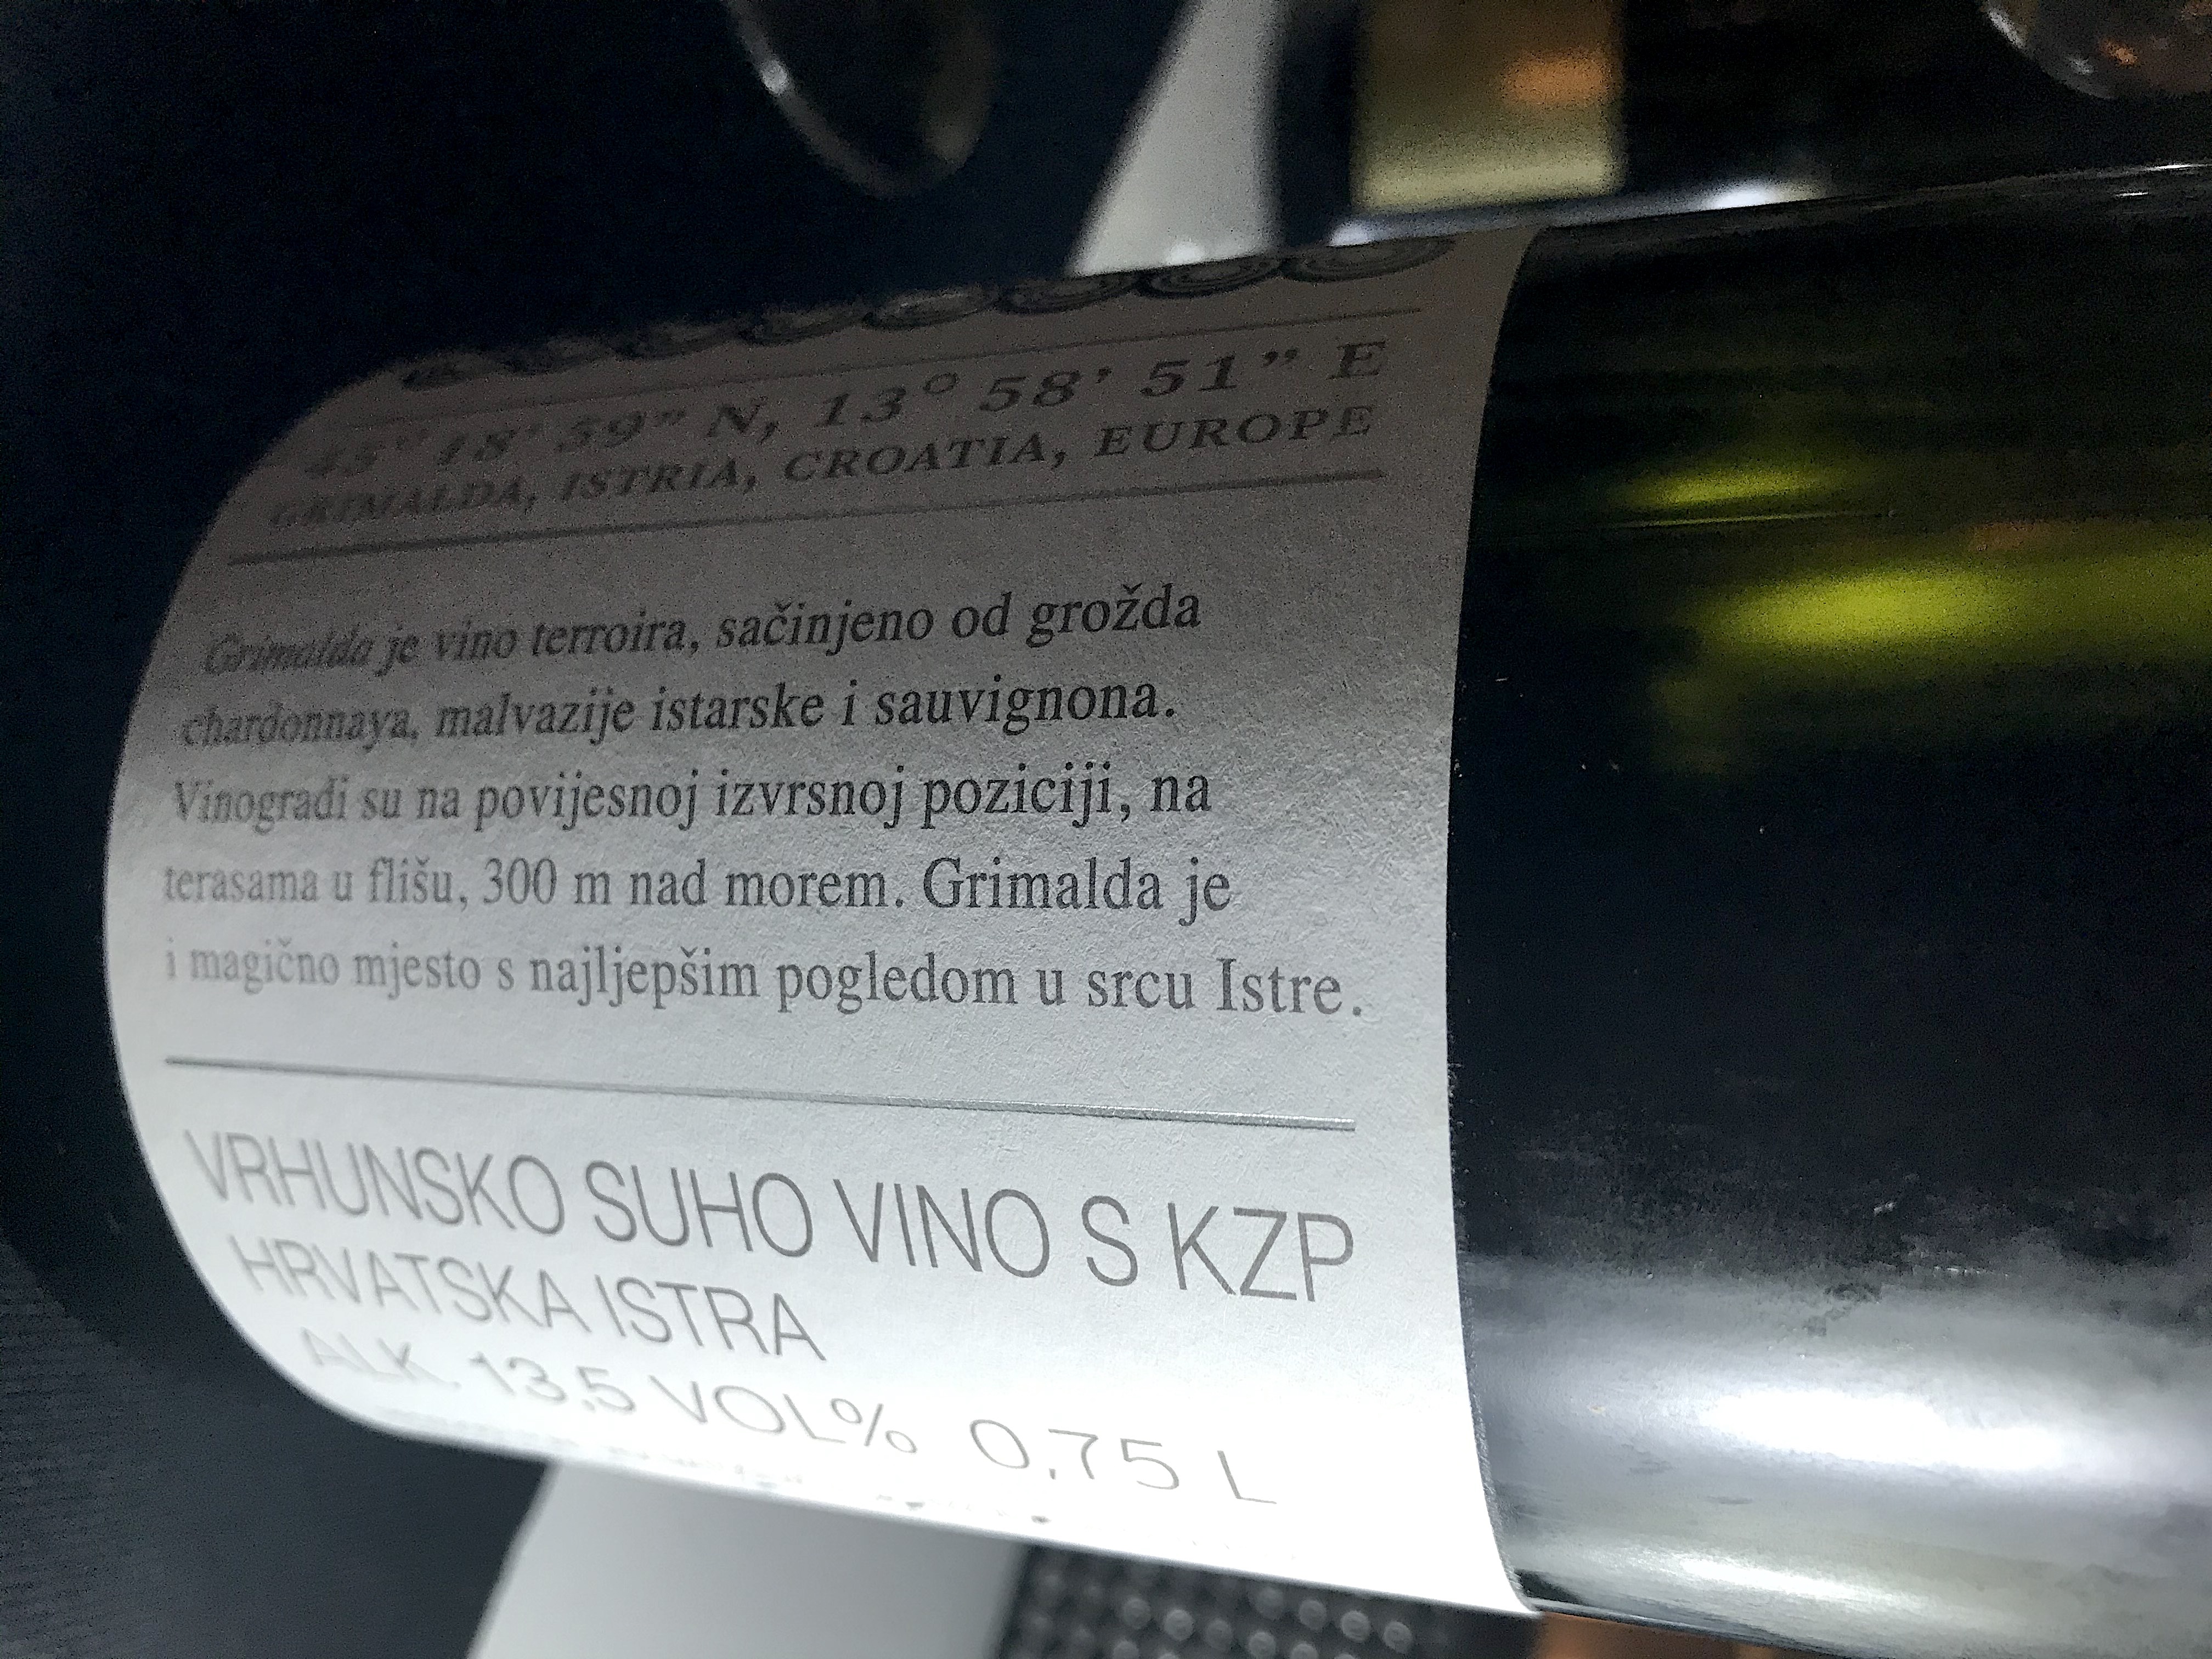 45° 18' 59” N, 13° 58’ 51” E
GRIMALDA, ISTRIA, CROATIA, EUROPE
Grimalda je vino terroira, sačinjeno od grožda
chardonnaya, malvazije istarske i sauvignona.
Vinogradi su na povijesnoj izvrsnoj poziciji, na
terasama u flišu, 300 m nad morem. Grimalda je
i magično mjesto s najljepšim pogledom u srcu Istre.
VRHUNSKO SUHO VINO S KZP
HRVATSKA ISTRA
ALK. 13,5 VOL% 0,75 L